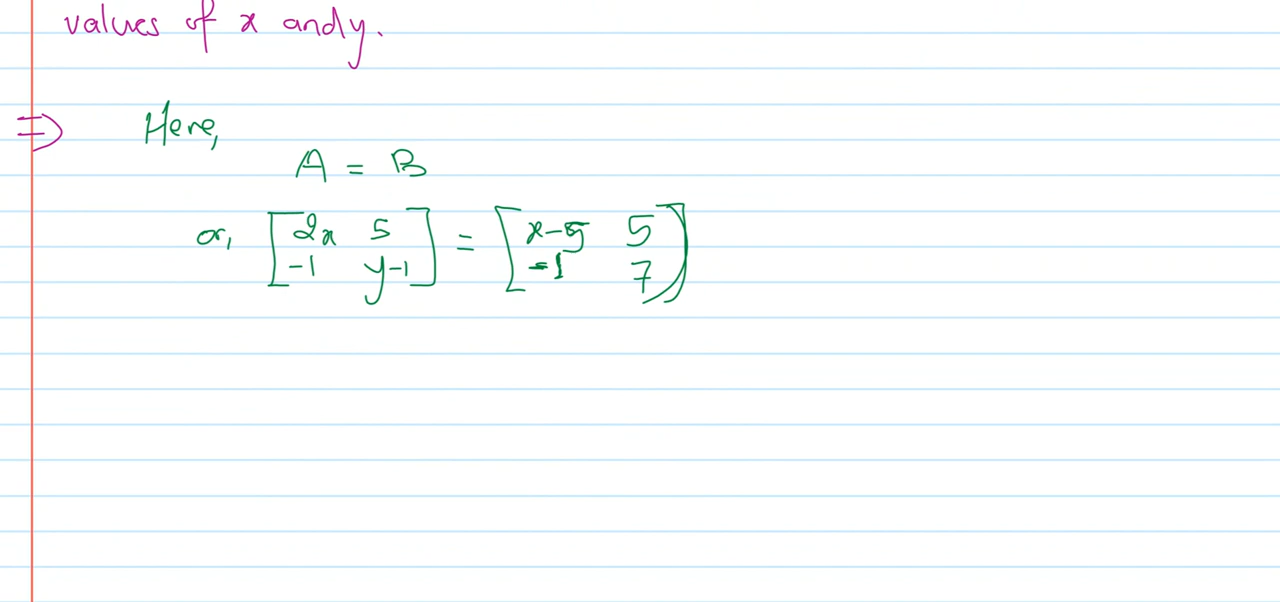 values of x and y.
⇒ Here,
A = B
or, [2x 5] = [x-5 5]
[-1 y-1] [-1 7]